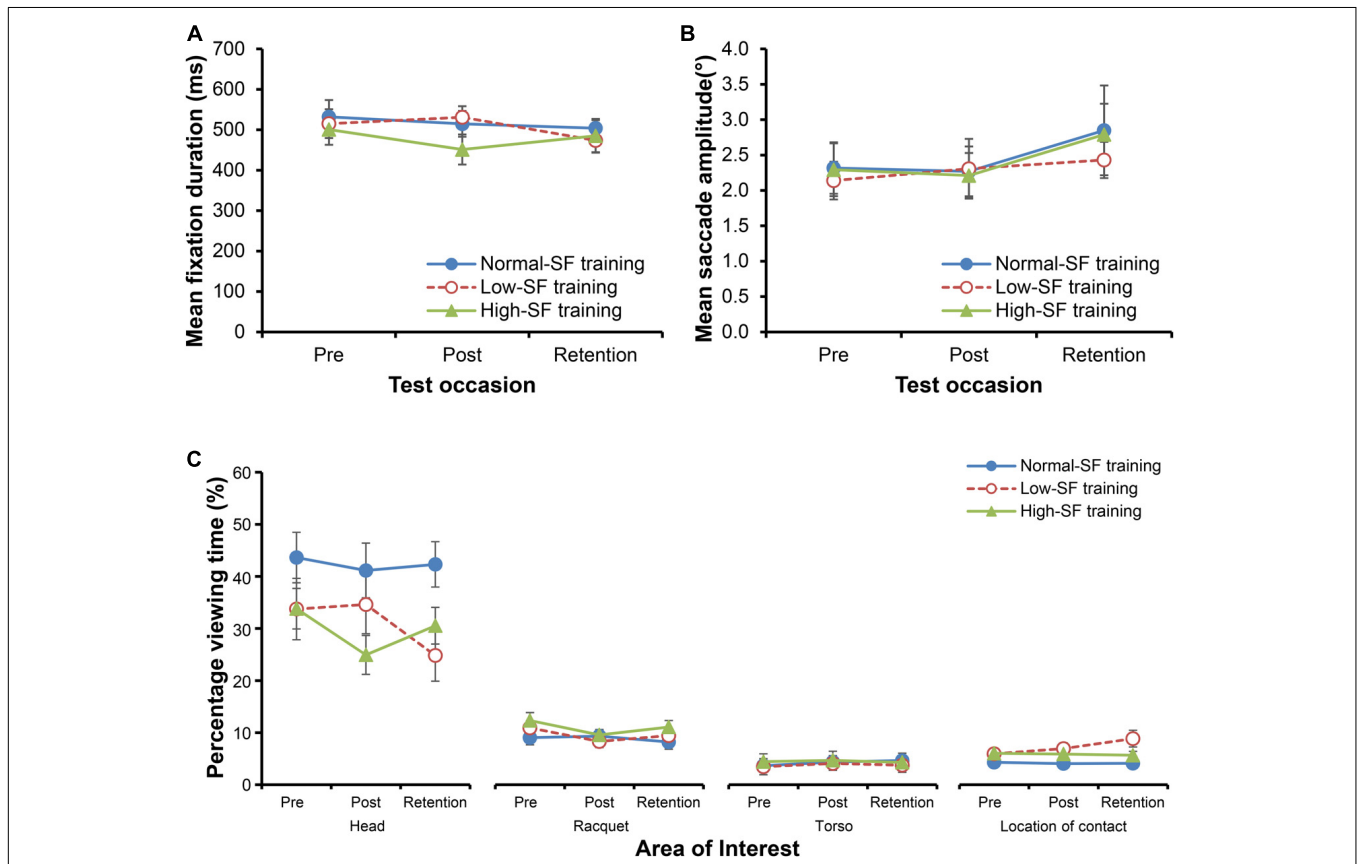 A
Mean fixation duration (ms)
700
600
500
400
300
200
100
0
Normal-SF training
Low-SF training
High-SF training
Pre Post Retention
Test occasion
B
Mean saccade amplitude(°)
4.0
3.5
3.0
2.5
2.0
1.5
1.0
0.5
0.0
Normal-SF training
Low-SF training
High-SF training
Pre Post Retention
Test occasion
C
Percentage viewing time (%)
60
50
40
30
20
10
0
Normal-SF training
Low-SF training
High-SF training
Pre Post Retention Pre Post Retention Pre Post Retention Pre Post Retention
Head Racquet Torso Location of contact
Area of Interest